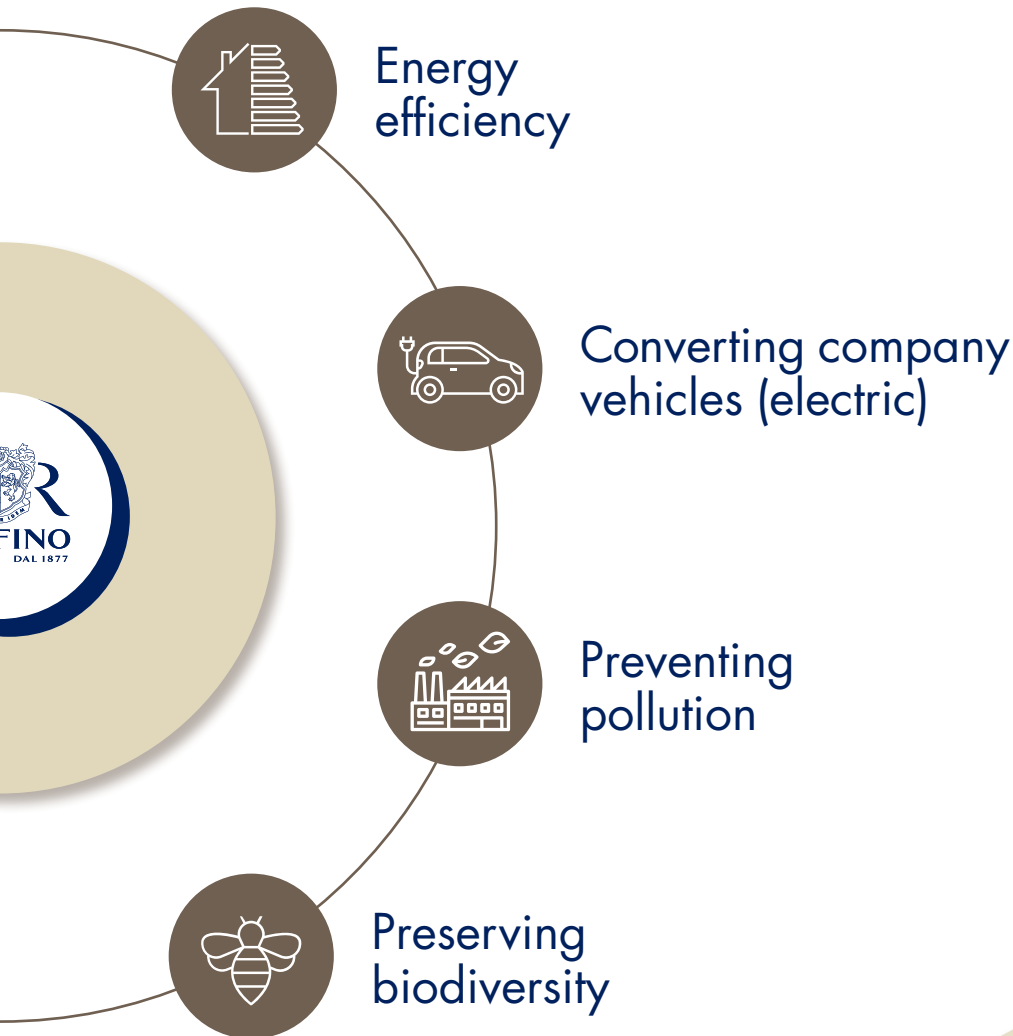 Energy
efficiency
Converting company
vehicles (electric)
R
FINO
DAL 1877
Preventing
pollution
Preserving
biodiversity